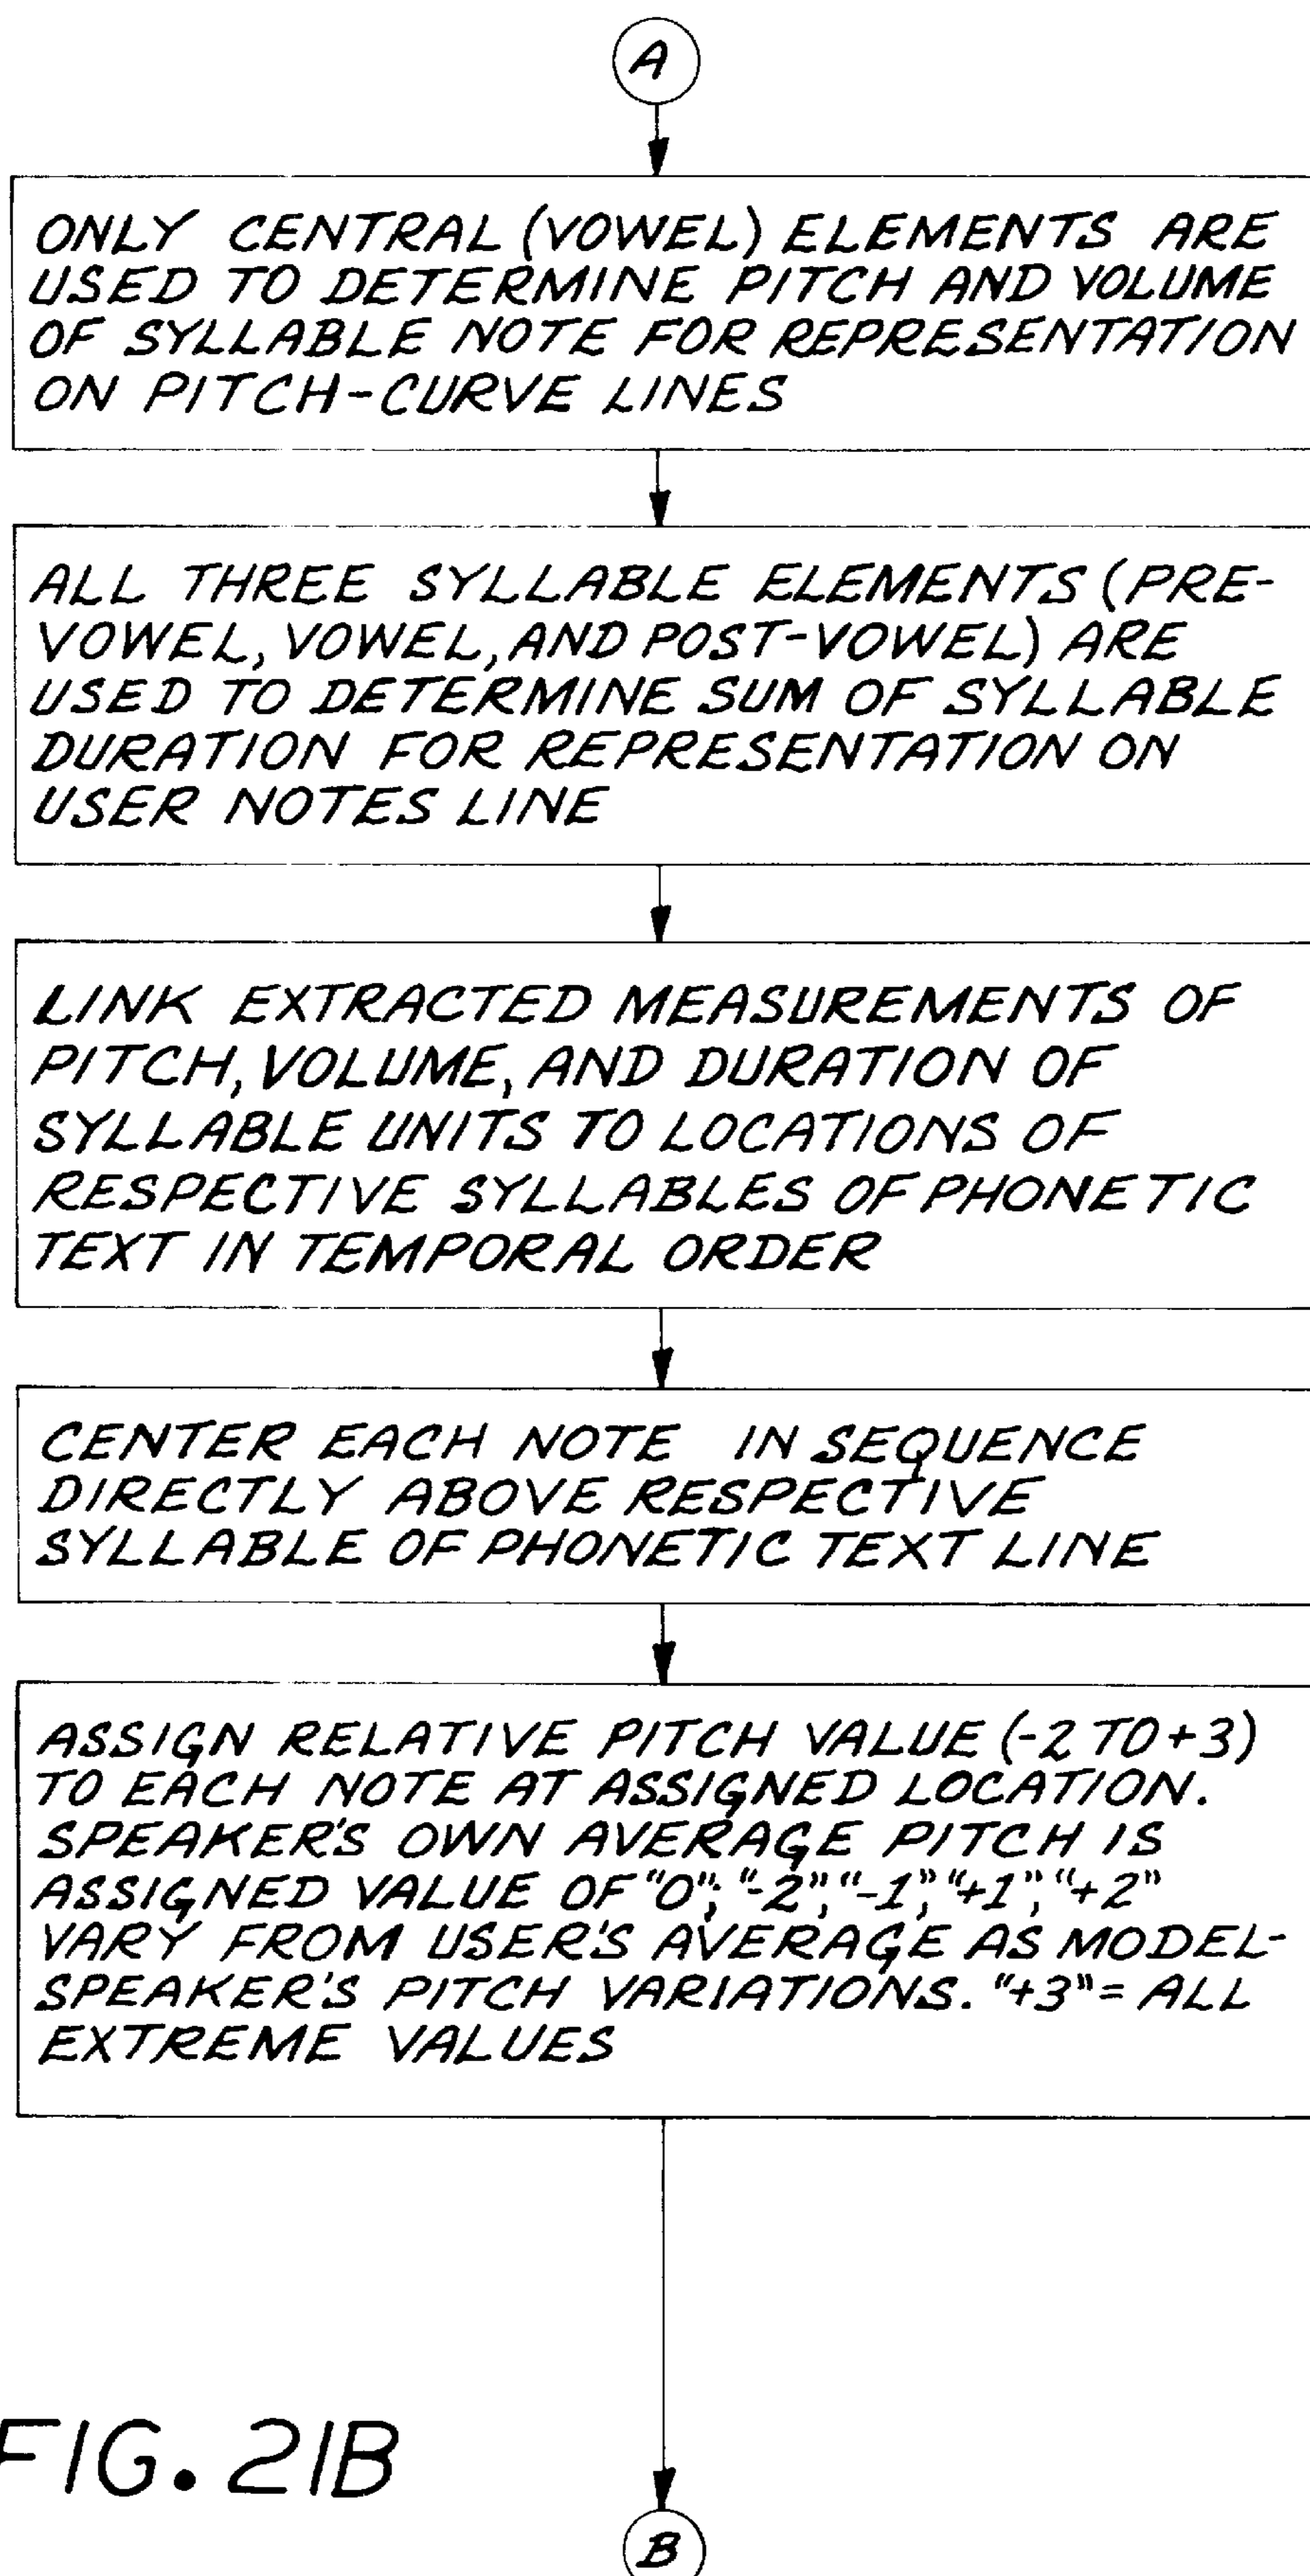 A
ONLY CENTRAL (VOWEL) ELEMENTS ARE
USED TO DETERMINE PITCH AND VOLUME
OF SYLLABLE NOTE FOR REPRESENTATION
ON PITCH-CURVE LINES
ALL THREE SYLLABLE ELEMENTS (PRE-
VOWEL, VOWEL, AND POST-VOWEL) ARE
USED TO DETERMINE SUM OF SYLLABLE
DURATION FOR REPRESENTATION ON
USER NOTES LINE
LINK EXTRACTED MEASUREMENTS OF
PITCH, VOLUME, AND DURATION OF
SYLLABLE UNITS TO LOCATIONS OF
RESPECTIVE SYLLABLES OF PHONETIC
TEXT IN TEMPORAL ORDER
CENTER EACH NOTE IN SEQUENCE
DIRECTLY ABOVE RESPECTIVE
SYLLABLE OF PHONETIC TEXT LINE
ASSIGN RELATIVE PITCH VALUE (-2 TO +3)
TO EACH NOTE AT ASSIGNED LOCATION.
SPEAKER'S OWN AVERAGE PITCH IS
ASSIGNED VALUE OF "0"; "-2", "-1", "+1", "+2"
VARY FROM USER'S AVERAGE AS MODEL-
SPEAKER'S PITCH VARIATIONS. "+3" = ALL
EXTREME VALUES
FIG. 21B
B